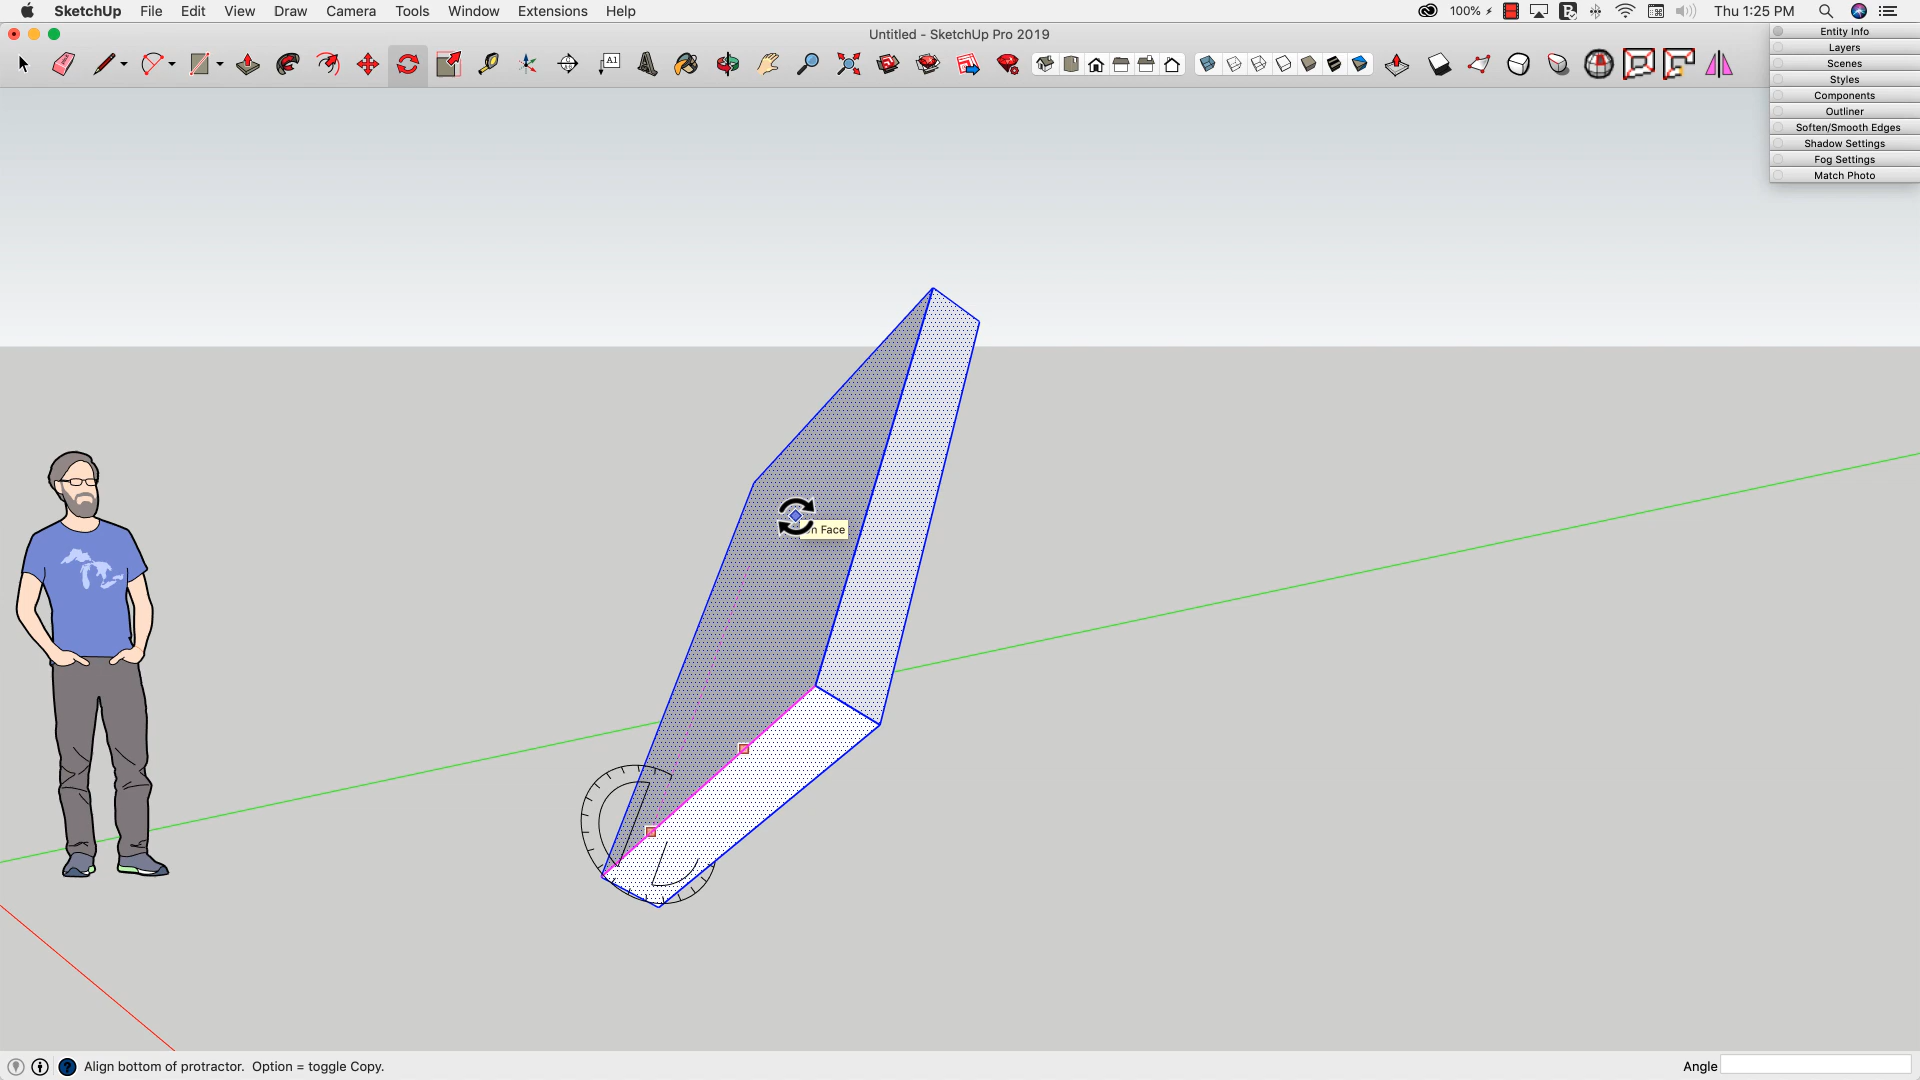 SketchUp File Edit View Draw Camera Tools Window Extensions Help
100% Thu 1:25 PM
Untitled - SketchUp Pro 2019
A1
Entity Info
Layers
Scenes
Styles
Components
Outliner
Soften/Smooth Edges
Shadow Settings
Fog Settings
Match Photo
n Face
Align bottom of protractor. Option = toggle Copy.
Angle